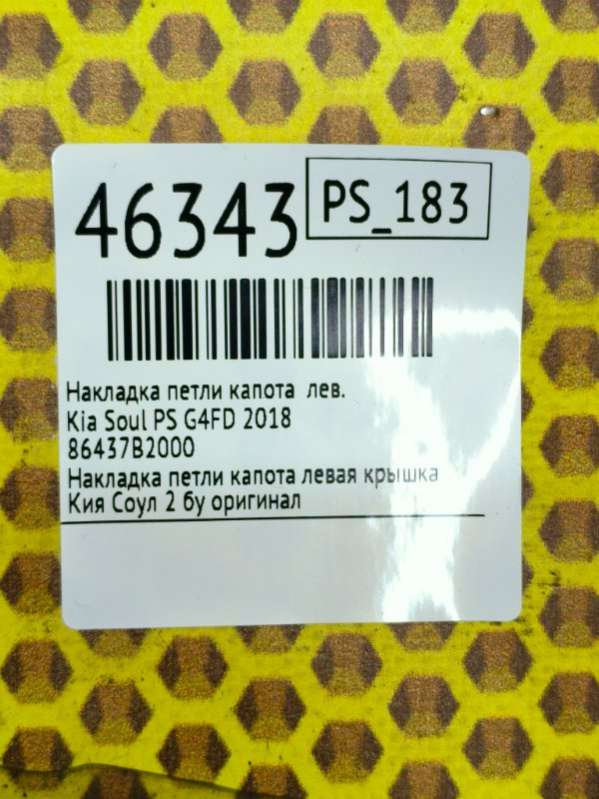 46343
PS_183
Накладка петли капота лев.
Kia Soul PS G4FD 2018
86437B2000
Накладка петли капота левая крышка
Кия Соул 2 бу оригинал